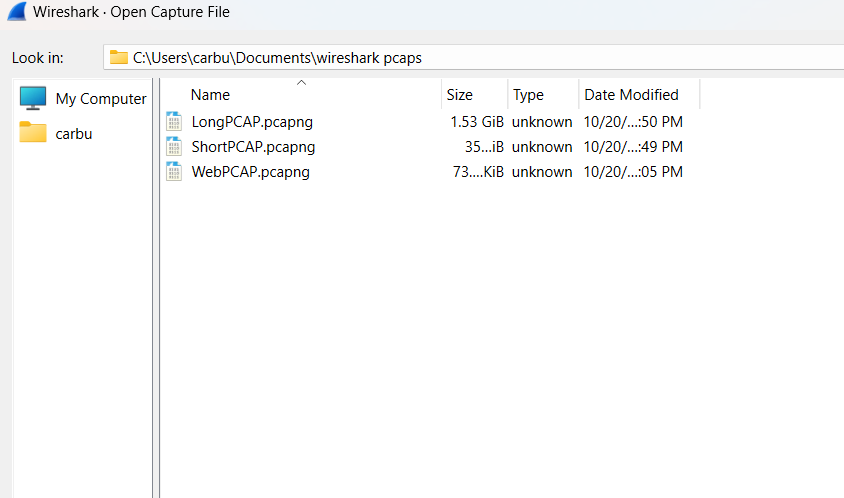 Wireshark · Open Capture File
Look in: C:\Users\carbu\Documents\wireshark pcaps
My Computer
carbu
Name Size Type Date Modified
LongPCAP.pcapng 1.53 GiB unknown 10/20/...:50 PM
ShortPCAP.pcapng 35...iB unknown 10/20/...:49 PM
WebPCAP.pcapng 73....KiB unknown 10/20/...:05 PM